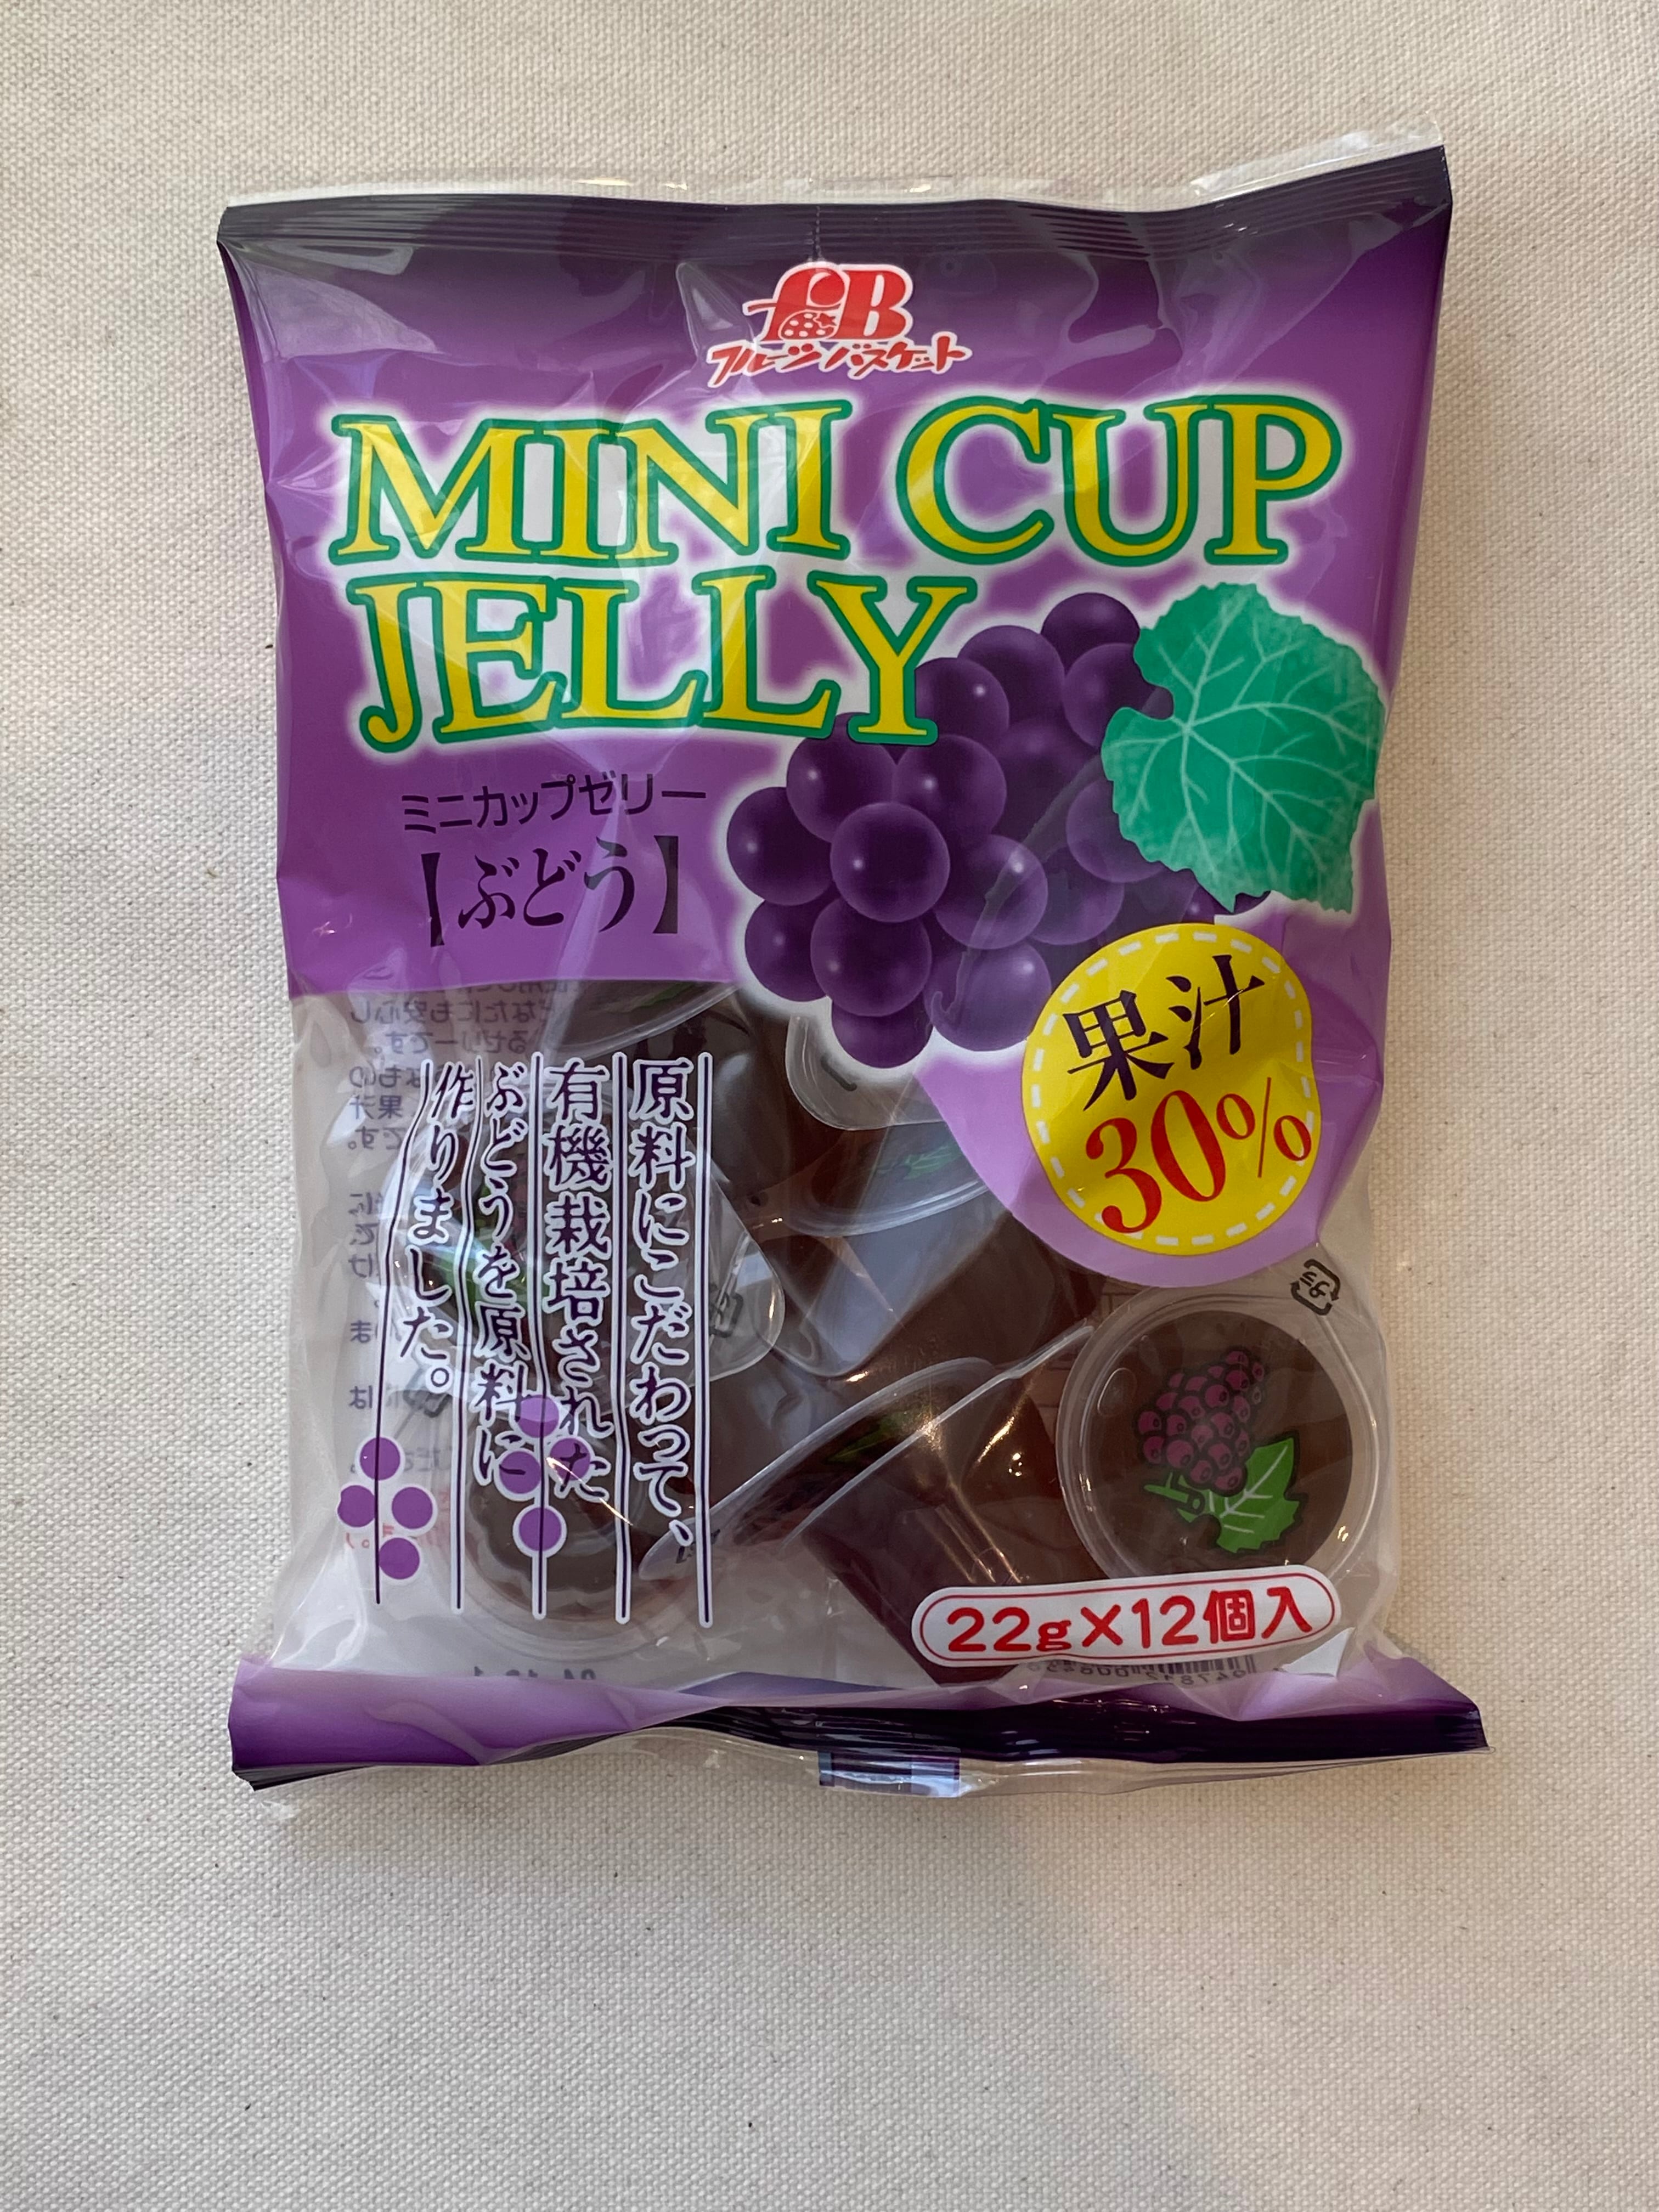 fB
フルーツバスケット
MINI CUP
JELLY
ミニカップゼリー
【ぶどう】
果汁
30%
原料にこだわって、
有機栽培された
ぶどうを原料に
作りました。
プラ
22g×12個入